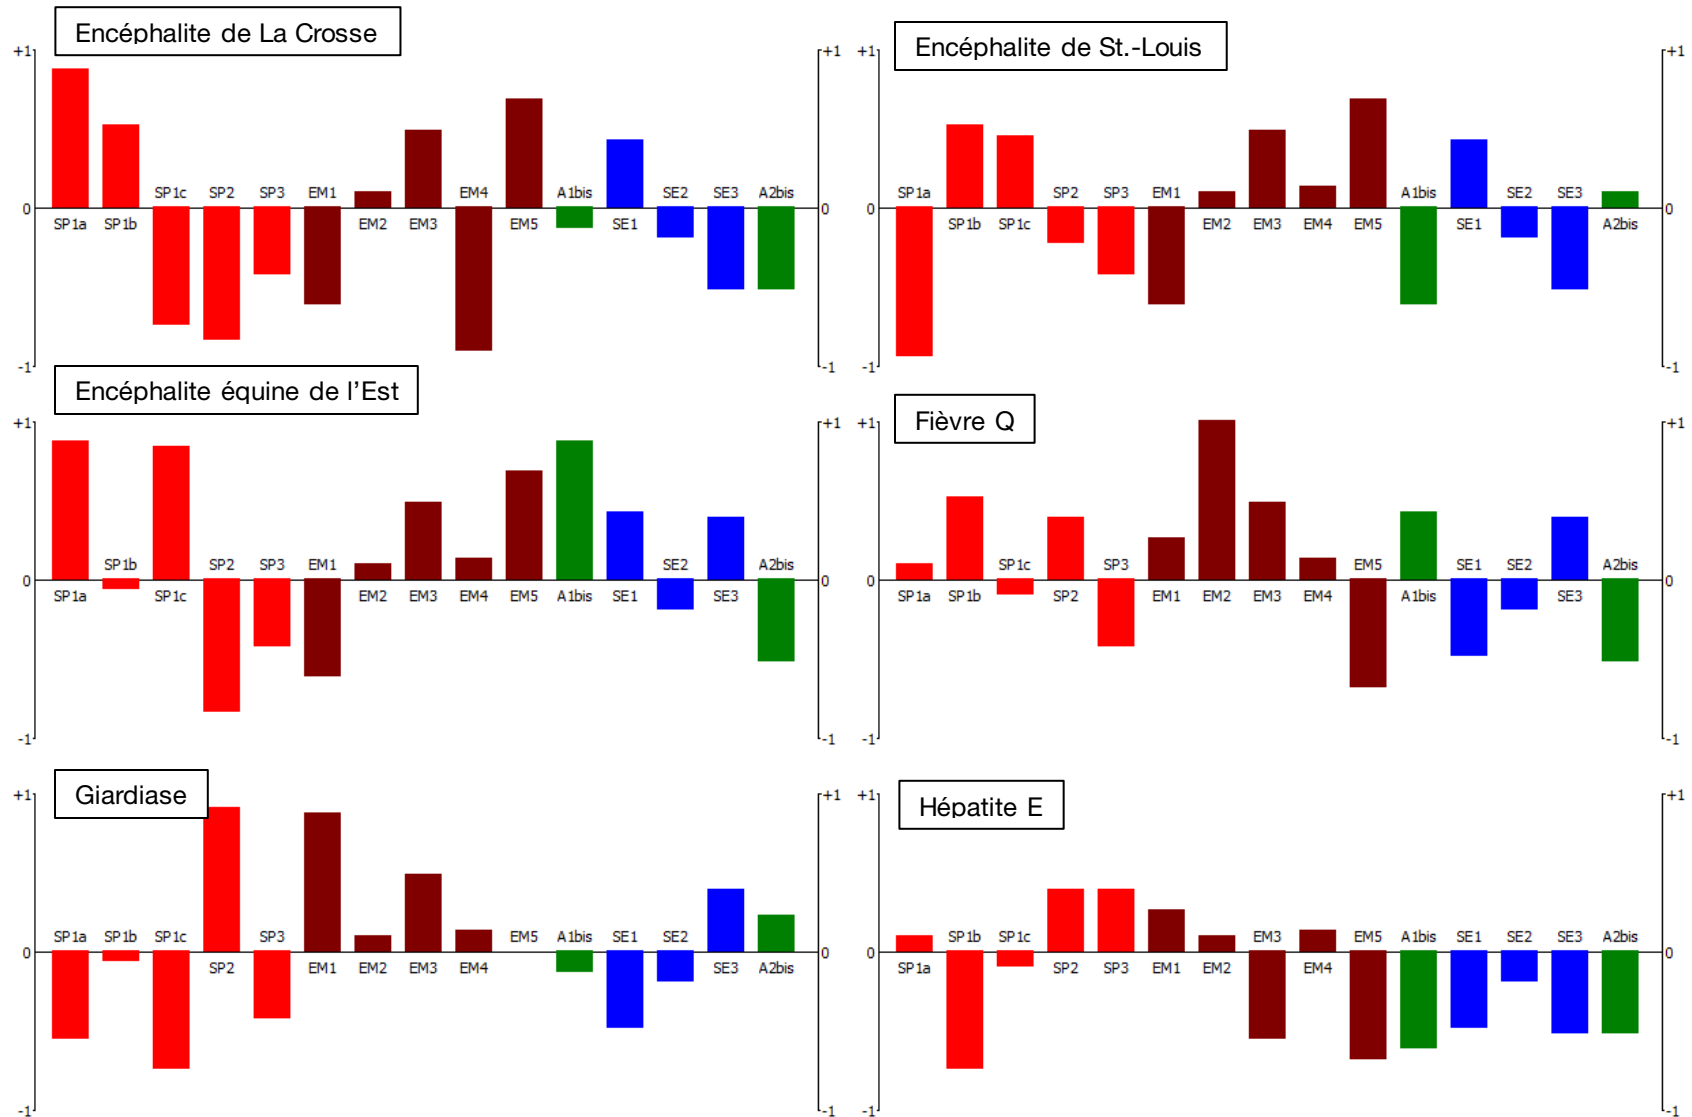 Encéphalite de La Crosse
+1 +1
SP1c SP2 SP3 EM1 EM4 A1bis SE2 SE3 A2bis
0 0
SP1a SP1b EM2 EM3 EM5 SE1
-1 -1
Encéphalite de St.-Louis
+1 +1
SP1a SP2 SP3 EM1 A1bis SE2 SE3
0 0
SP1b SP1c EM2 EM3 EM4 EM5 SE1 A2bis
-1 -1
Encéphalite équine de l’Est
+1 +1
SP1b SP2 SP3 EM1 SE2 A2bis
0 0
SP1a SP1c EM2 EM3 EM4 EM5 A1bis SE1 SE3
-1 -1
Fièvre Q
+1 +1
SP1c SP3 EM5 SE1 SE2 A2bis
0 0
SP1a SP1b SP2 EM1 EM2 EM3 EM4 A1bis SE3
-1 -1
Giardiase
+1 +1
SP1a SP1b SP1c SP3 EM5 A1bis SE1 SE2
0 0
SP2 EM1 EM2 EM3 EM4 SE3 A2bis
-1 -1
Hépatite E
+1 +1
SP1b SP1c EM3 EM5 A1bis SE1 SE2 SE3 A2bis
0 0
SP1a SP2 SP3 EM1 EM2 EM4
-1 -1